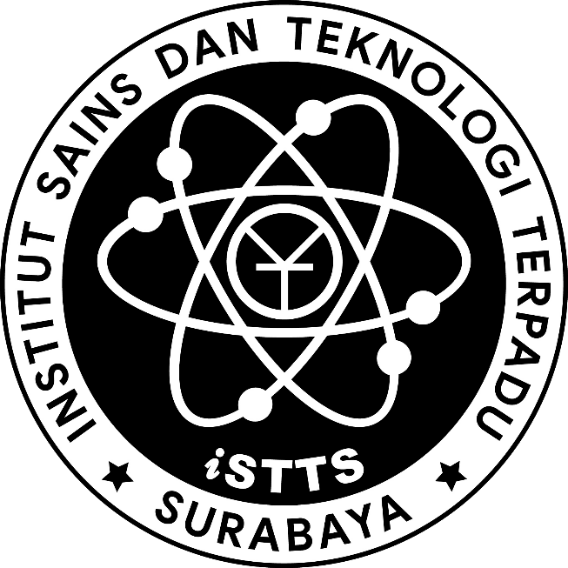 INSTITUT SAINS DAN TEKNOLOGI TERPADU
iSTTS
SURABAYA